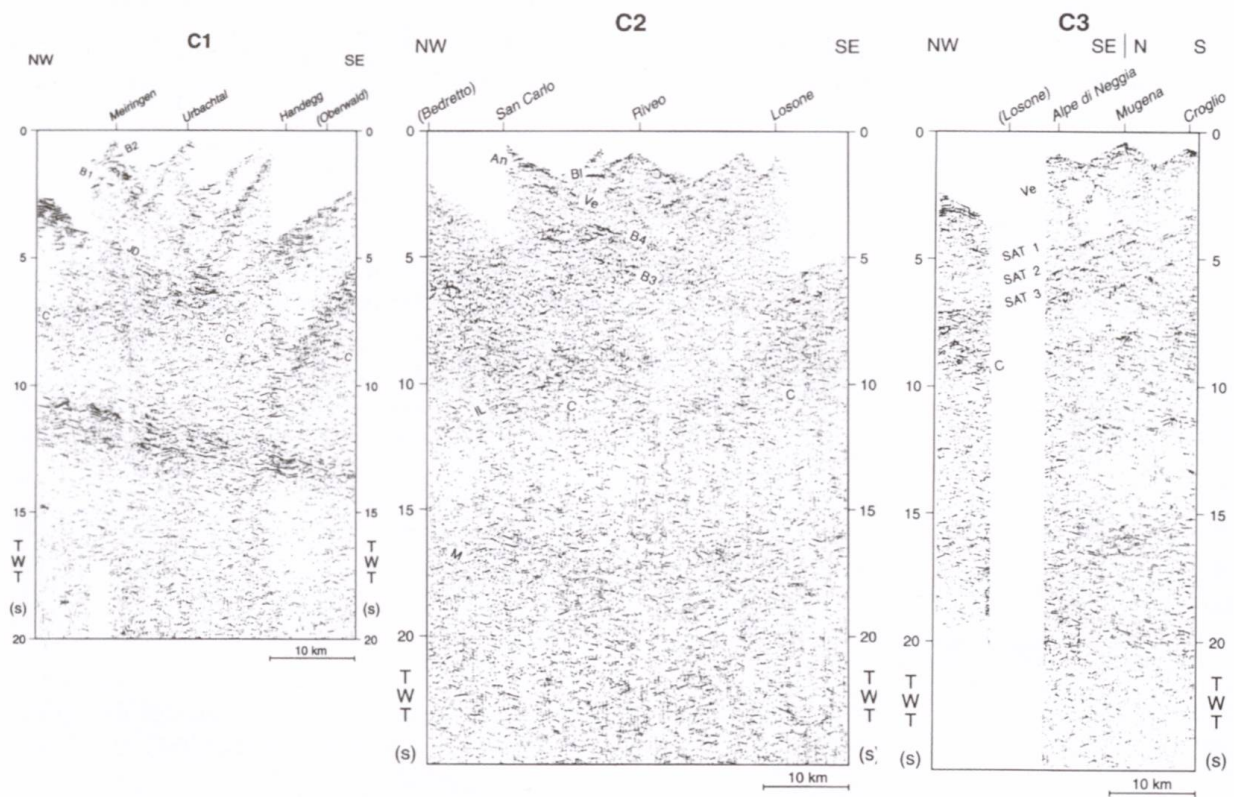 C1
NW
SE
Meiringen
Urbachtal
Handegg
(Oberwald)
0
5
10
15
20
T
W
T
(s)
B1
B2
D
C
C
C
0
5
10
15
20
T
W
T
(s)
10 km
C2
NW
SE
(Bedretto)
San Carlo
Riveo
Losone
0
5
10
15
20
T
W
T
(s)
An
BI
Ve
B4
B3
IL
C
C
M
0
5
10
15
20
T
W
T
(s)
10 km
C3
NW
SE | N
S
(Losone)
Alpe di Neggia
Mugena
Croglio
0
5
10
15
20
T
W
T
(s)
Ve
SAT 1
SAT 2
SAT 3
C
0
5
10
15
20
T
W
T
(s)
10 km